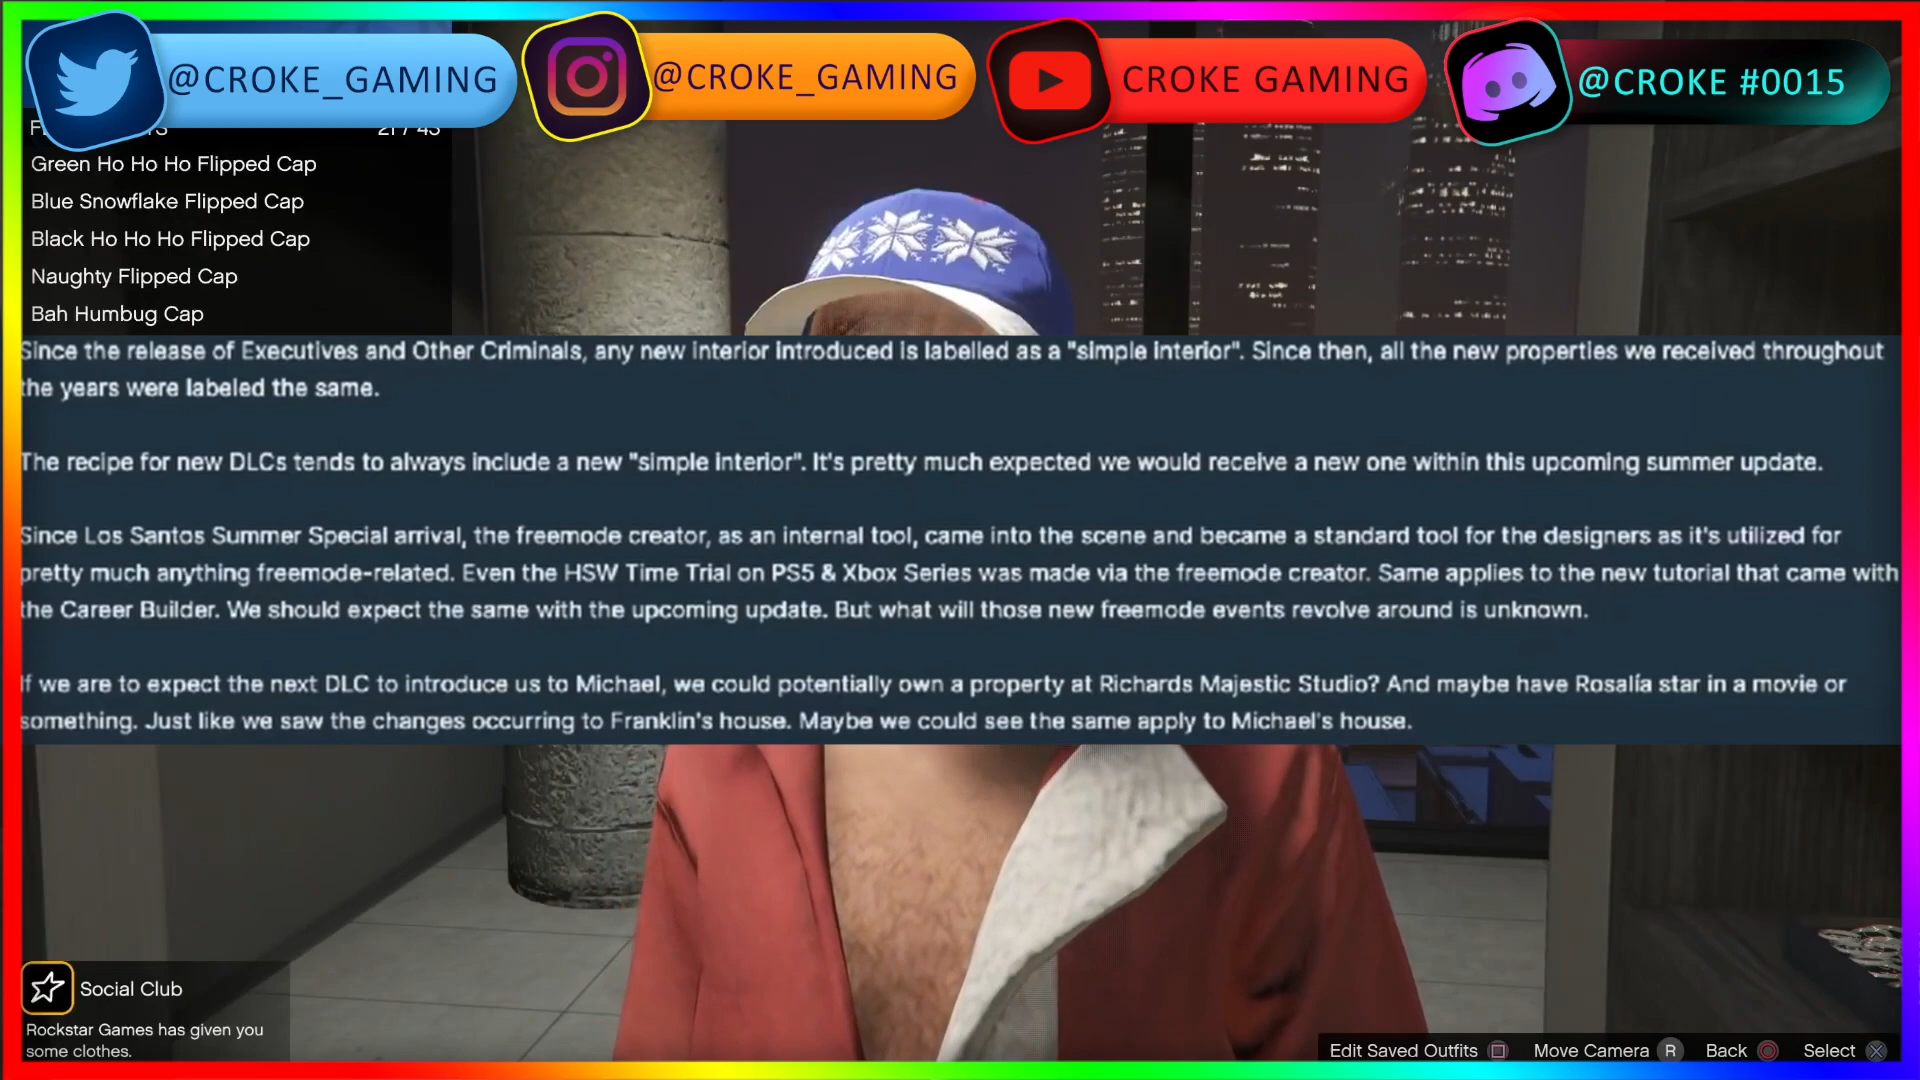 @CROKE_GAMING
@CROKE_GAMING
CROKE GAMING
@CROKE #0015
21 / 43
Green Ho Ho Ho Flipped Cap
Blue Snowflake Flipped Cap
Black Ho Ho Ho Flipped Cap
Naughty Flipped Cap
Bah Humbug Cap
Since the release of Executives and Other Criminals, any new interior introduced is labelled as a "simple interior". Since then, all the new properties we received throughout
the years were labeled the same.
The recipe for new DLCs tends to always include a new "simple interior". It's pretty much expected we would receive a new one within this upcoming summer update.
Since Los Santos Summer Special arrival, the freemode creator, as an internal tool, came into the scene and became a standard tool for the designers as it's utilized for
pretty much anything freemode-related. Even the HSW Time Trial on PS5 & Xbox Series was made via the freemode creator. Same applies to the new tutorial that came with
the Career Builder. We should expect the same with the upcoming update. But what will those new freemode events revolve around is unknown.
If we are to expect the next DLC to introduce us to Michael, we could potentially own a property at Richards Majestic Studio? And maybe have Rosalía star in a movie or
something. Just like we saw the changes occurring to Franklin's house. Maybe we could see the same apply to Michael's house.
Social Club
Rockstar Games has given you
some clothes.
Edit Saved Outfits Move Camera R Back Select